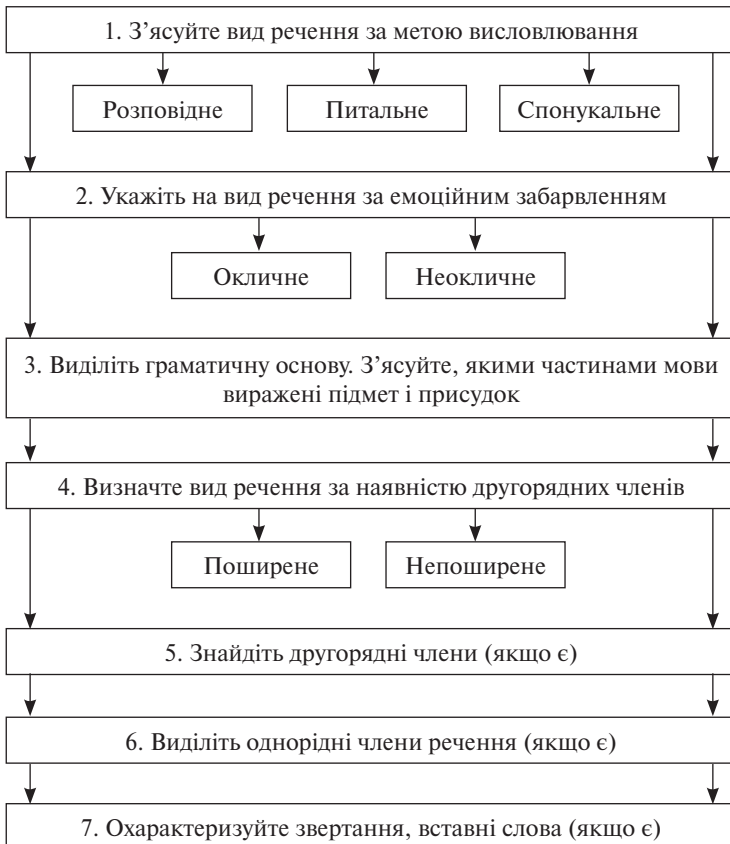 1. З’ясуйте вид речення за метою висловлювання
Розповідне
Питальне
Спонукальне
2. Укажіть на вид речення за емоційним забарвленням
Окличне
Неокличне
3. Виділіть граматичну основу. З’ясуйте, якими частинами мови
виражені підмет і присудок
4. Визначте вид речення за наявністю другорядних членів
Поширене
Непоширене
5. Знайдіть другорядні члени (якщо є)
6. Виділіть однорідні члени речення (якщо є)
7. Охарактеризуйте звертання, вставні слова (якщо є)